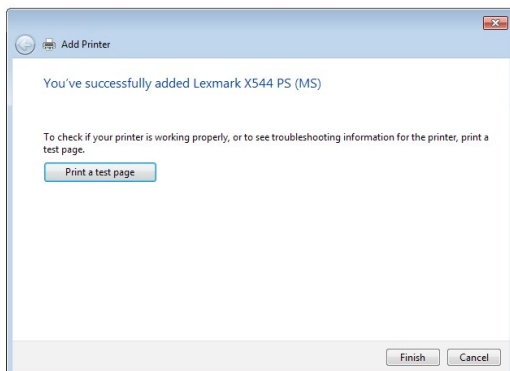 Add Printer
You've successfully added Lexmark X544 PS (MS)
To check if your printer is working properly, or to see troubleshooting information for the printer, print a
test page.
Print a test page
Finish Cancel